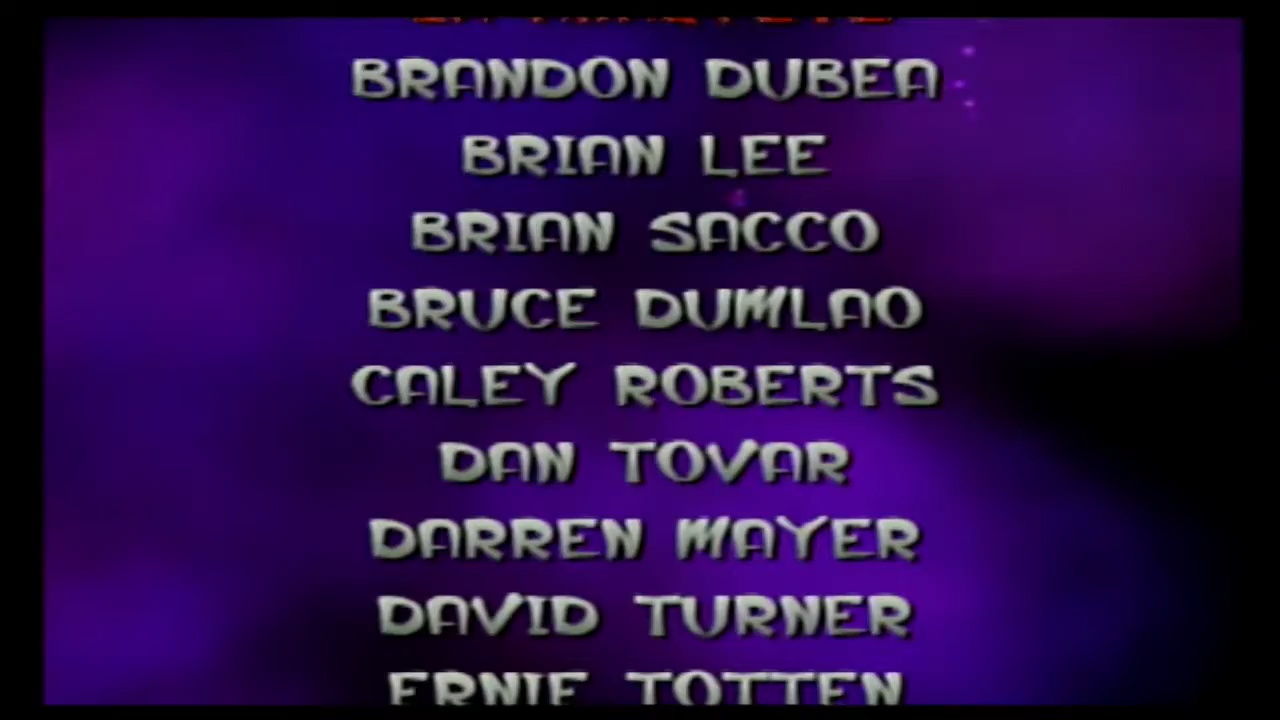 BRANDON DUBEA
BRIAN LEE
BRIAN SACCO
BRUCE DUMLAO
CALEY ROBERTS
DAN TOVAR
DARREN MAYER
DAVID TURNER
ERNIE TOTTEN